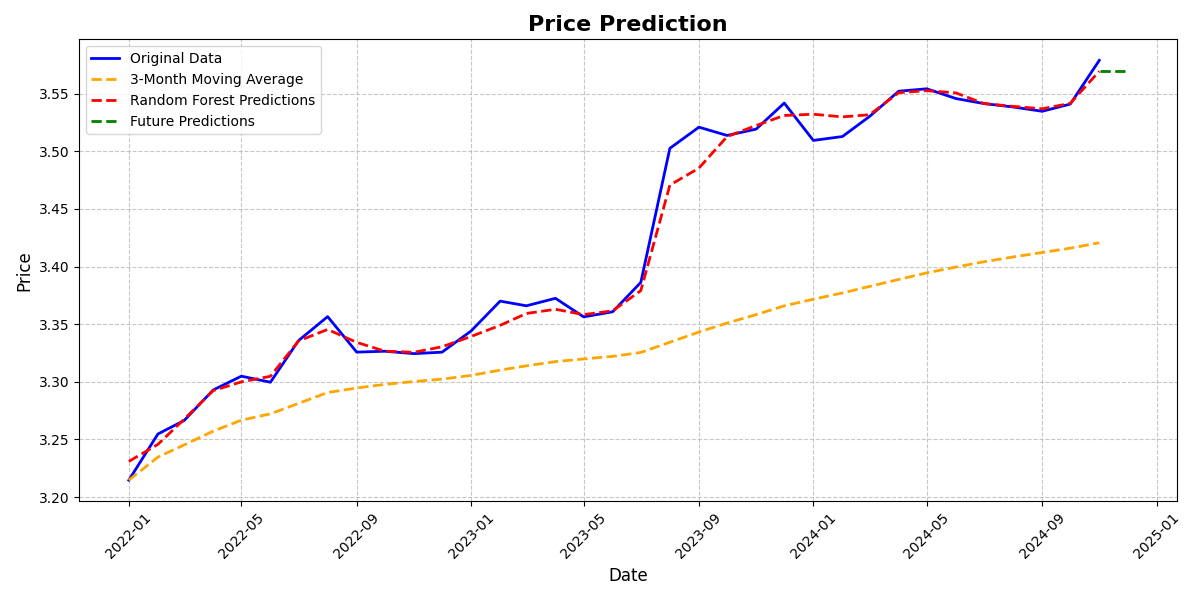 Price Prediction
Original Data
3-Month Moving Average
Random Forest Predictions
Future Predictions
Price
3.55
3.50
3.45
3.40
3.35
3.30
3.25
3.20
2022-01
2022-05
2022-09
2023-01
2023-05
2023-09
2024-01
2024-05
2024-09
2025-01
Date